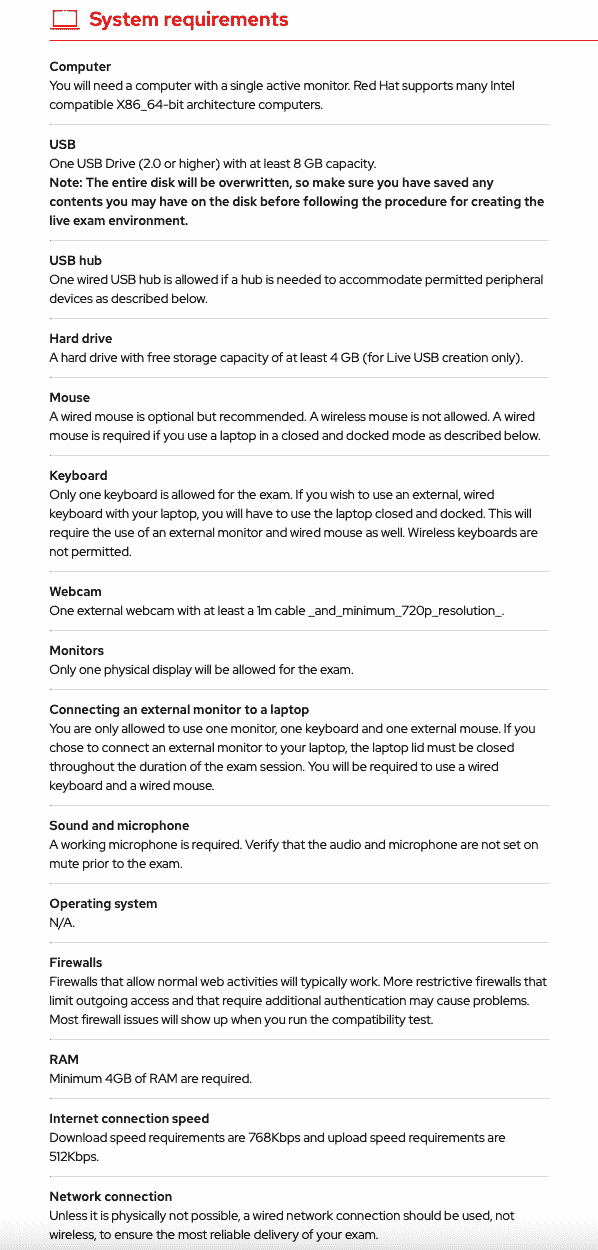 System requirements
Computer
You will need a computer with a single active monitor. Red Hat supports many Intel
compatible X86_64-bit architecture computers.
USB
One USB Drive (2.0 or higher) with at least 8 GB capacity.
Note: The entire disk will be overwritten, so make sure you have saved any
contents you may have on the disk before following the procedure for creating the
live exam environment.
USB hub
One wired USB hub is allowed if a hub is needed to accommodate permitted peripheral
devices as described below.
Hard drive
A hard drive with free storage capacity of at least 4 GB (for Live USB creation only).
Mouse
A wired mouse is optional but recommended. A wireless mouse is not allowed. A wired
mouse is required if you use a laptop in a closed and docked mode as described below.
Keyboard
Only one keyboard is allowed for the exam. If you wish to use an external, wired
keyboard with your laptop, you will have to use the laptop closed and docked. This will
require the use of an external monitor and wired mouse as well. Wireless keyboards are
not permitted.
Webcam
One external webcam with at least a 1m cable _and_minimum_720p_resolution_.
Monitors
Only one physical display will be allowed for the exam.
Connecting an external monitor to a laptop
You are only allowed to use one monitor, one keyboard and one external mouse. If you
chose to connect an external monitor to your laptop, the laptop lid must be closed
throughout the duration of the exam session. You will be required to use a wired
keyboard and a wired mouse.
Sound and microphone
A working microphone is required. Verify that the audio and microphone are not set on
mute prior to the exam.
Operating system
N/A.
Firewalls
Firewalls that allow normal web activities will typically work. More restrictive firewalls that
limit outgoing access and that require additional authentication may cause problems.
Most firewall issues will show up when you run the compatibility test.
RAM
Minimum 4GB of RAM are required.
Internet connection speed
Download speed requirements are 768Kbps and upload speed requirements are
512Kbps.
Network connection
Unless it is physically not possible, a wired network connection should be used, not
wireless, to ensure the most reliable delivery of your exam.